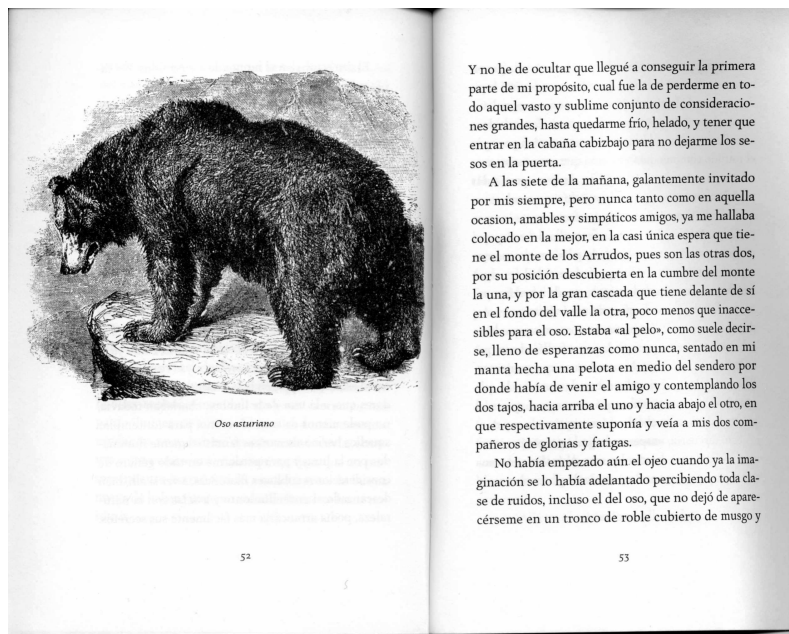 Oso asturiano
52
Y no he de ocultar que llegué a conseguir la primera
parte de mi propósito, cual fue la de perderme en to-
do aquel vasto y sublime conjunto de consideracio-
nes grandes, hasta quedarme frío, helado, y tener que
entrar en la cabaña cabizbajo para no dejarme los se-
sos en la puerta.
A las siete de la mañana, galantemente invitado
por mis siempre, pero nunca tanto como en aquella
ocasion, amables y simpáticos amigos, ya me hallaba
colocado en la mejor, en la casi única espera que tie-
ne el monte de los Arrudos, pues son las otras dos,
por su posición descubierta en la cumbre del monte
la una, y por la gran cascada que tiene delante de sí
en el fondo del valle la otra, poco menos que inacce-
sibles para el oso. Estaba «al pelo», como suele decir-
se, lleno de esperanzas como nunca, sentado en mi
manta hecha una pelota en medio del sendero por
donde había de venir el amigo y contemplando los
dos tajos, hacia arriba el uno y hacia abajo el otro, en
que respectivamente suponía y veía a mis dos com-
pañeros de glorias y fatigas.
No había empezado aún el ojeo cuando ya la ima-
ginación se lo había adelantado percibiendo toda cla-
se de ruidos, incluso el del oso, que no dejó de apare-
cérseme en un tronco de roble cubierto de musgo y
53